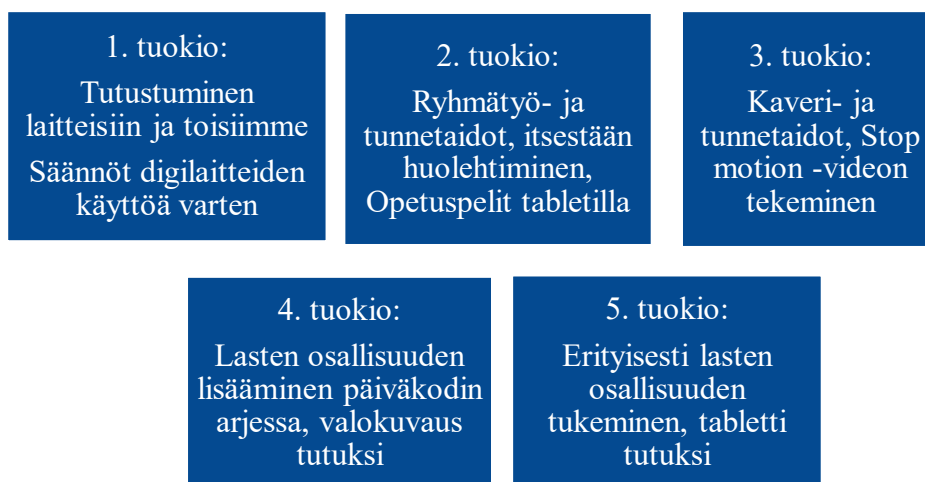 1. tuokio:
Tutustuminen
laitteisiin ja toisiimme
Säännöt digilaitteiden
käyttöä varten
2. tuokio:
Ryhmätyö- ja
tunnetaidot, itsestään
huolehtiminen,
Opetuspelit tabletilla
3. tuokio:
Kaveri- ja
tunnetaidot, Stop
motion -videon
tekeminen
4. tuokio:
Lasten osallisuuden
lisääminen päiväkodin
arjessa, valokuvaus
tutuksi
5. tuokio:
Erityisesti lasten
osallisuuden
tukeminen, tabletti
tutuksi